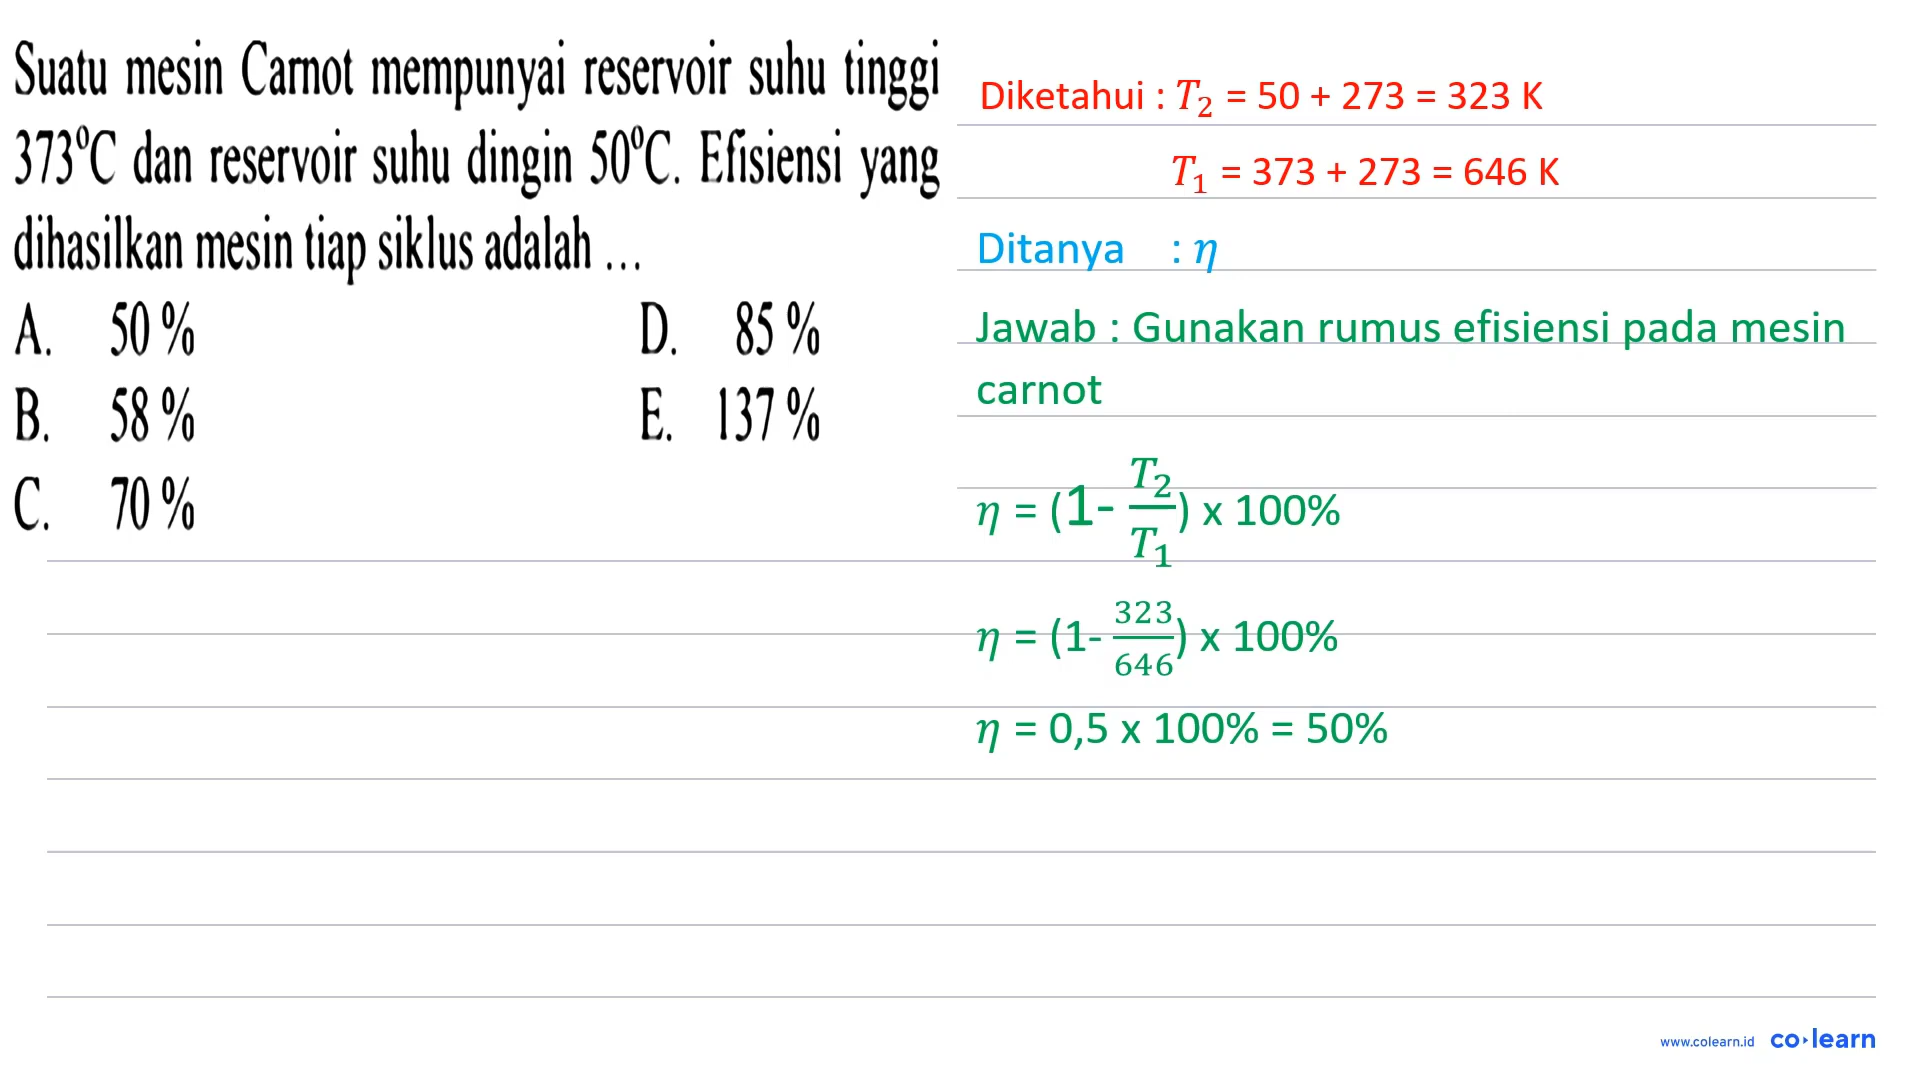 Suatu mesin Carnot mempunyai reservoir suhu tinggi
373⁰C dan reservoir suhu dingin 50⁰C. Efisiensi yang
dihasilkan mesin tiap siklus adalah ...
A. 50 %
B. 58 %
C. 70 %
D. 85 %
E. 137 %
Diketahui : T₂ = 50 + 273 = 323 K
T₁ = 373 + 273 = 646 K
Ditanya : η
Jawab : Gunakan rumus efisiensi pada mesin
carnot
η = (1- T₂/T₁) x 100%
η = (1- 323/646) x 100%
η = 0,5 x 100% = 50%
www.colearn.id co learn